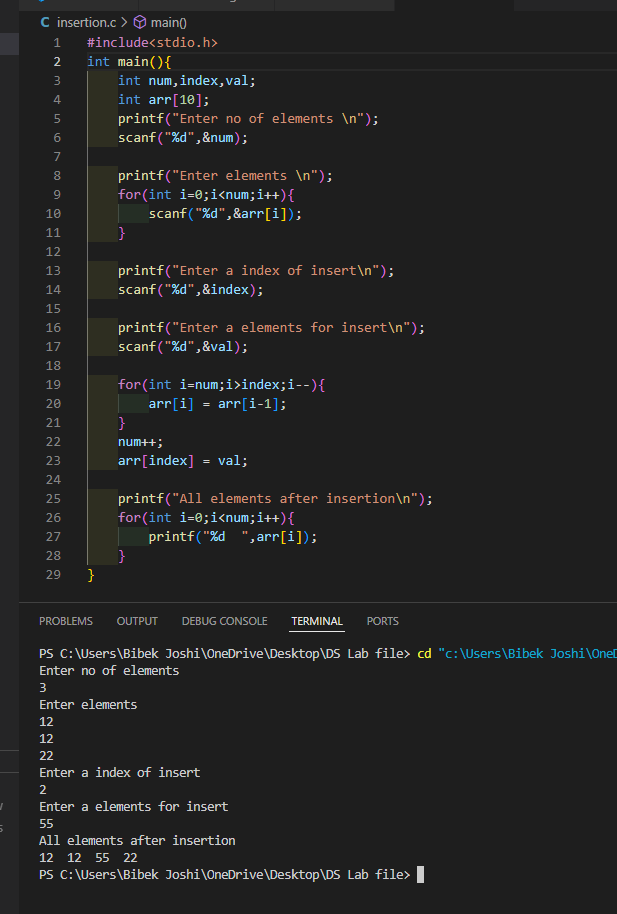 C insertion.c > main()
1 #include<stdio.h>
2 int main(){
3 int num,index,val;
4 int arr[10];
5 printf("Enter no of elements \n");
6 scanf("%d",&num);
7
8 printf("Enter elements \n");
9 for(int i=0;i<num;i++){
10 scanf("%d",&arr[i]);
11 }
12
13 printf("Enter a index of insert\n");
14 scanf("%d",&index);
15
16 printf("Enter a elements for insert\n");
17 scanf("%d",&val);
18
19 for(int i=num;i>index;i--){
20 arr[i] = arr[i-1];
21 }
22 num++;
23 arr[index] = val;
24
25 printf("All elements after insertion\n");
26 for(int i=0;i<num;i++){
27 printf("%d  ",arr[i]);
28 }
29 }
PROBLEMS OUTPUT DEBUG CONSOLE TERMINAL PORTS
PS C:\Users\Bibek Joshi\OneDrive\Desktop\DS Lab file> cd "c:\Users\Bibek Joshi\OneD
Enter no of elements
3
Enter elements
12
12
22
Enter a index of insert
2
Enter a elements for insert
55
All elements after insertion
12  12  55  22
PS C:\Users\Bibek Joshi\OneDrive\Desktop\DS Lab file>